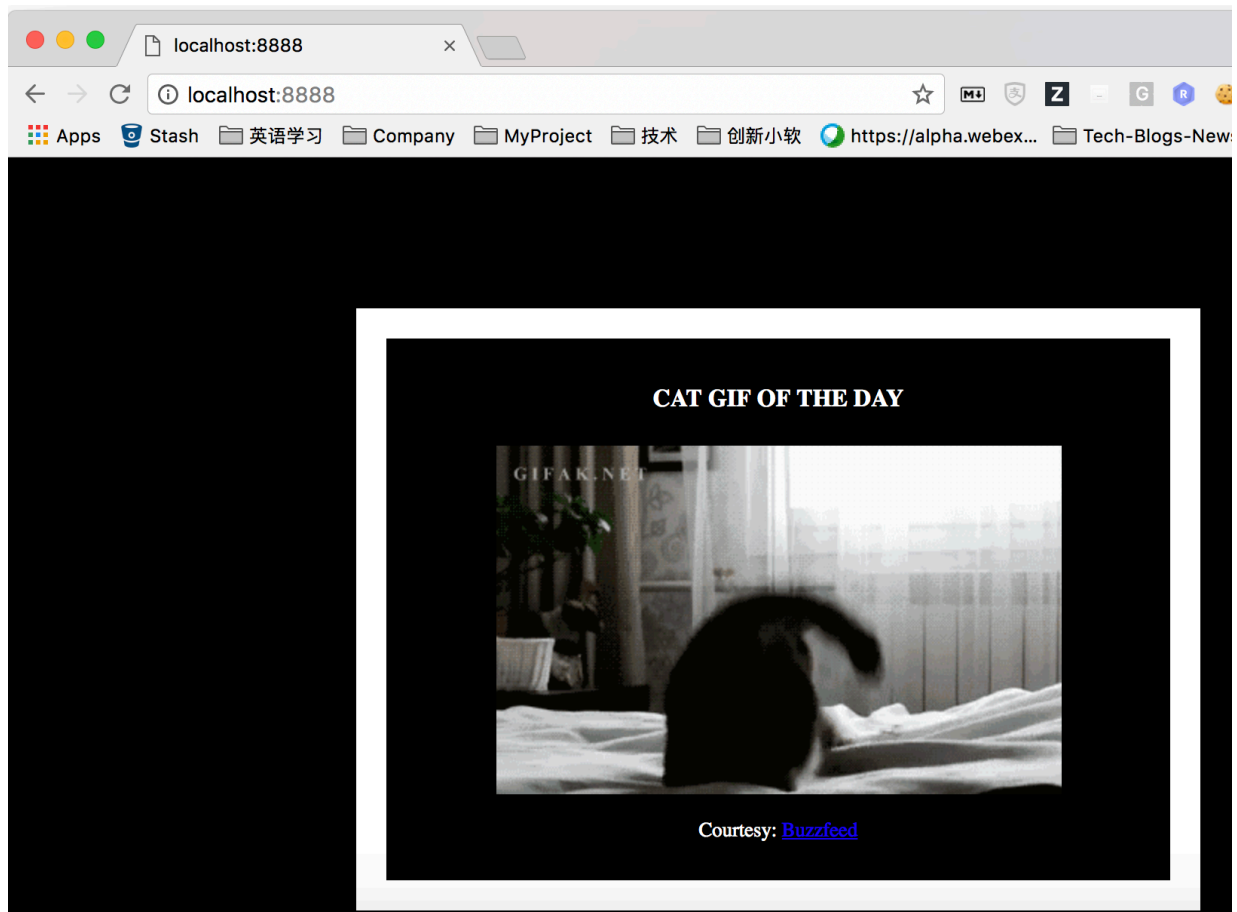 localhost:8888
localhost:8888
M↓ 支 Z G R
Apps Stash 英语学习 Company MyProject 技术 创新小软 https://alpha.webex... Tech-Blogs-News
CAT GIF OF THE DAY
GIFAK.NET
Courtesy: Buzzfeed